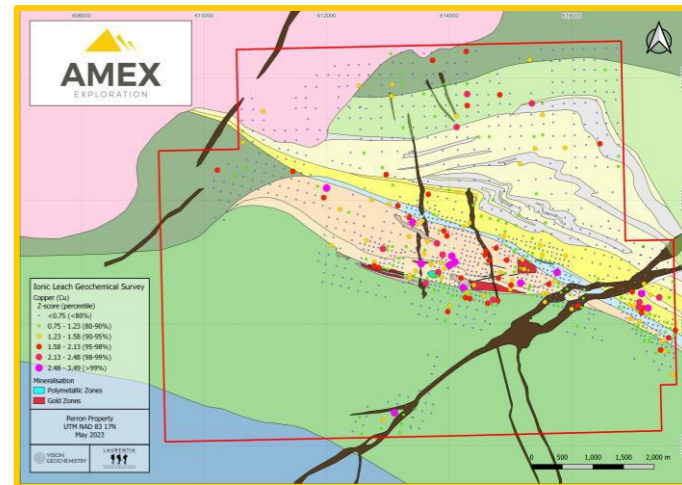 608000 610000 612000 614000 616000
AMEX
EXPLORATION
Ionic Leach Geochemical Survey
Copper (Cu)
Z-score (percentile)
<0.75 (<80%)
0.75 - 1.23 (80-90%)
1.23 - 1.58 (90-95%)
1.58 - 2.13 (95-98%)
2.13 - 2.48 (98-99%)
2.48 - 3.49 (>99%)
Mineralisation
Polymetallic Zones
Gold Zones
Perron Property
UTM NAD 83 17N
May 2023
VISION
GEOCHEMISTRY
LAURENTIA
EXPLORATION
0 500 1,000 1,500 2,000 m